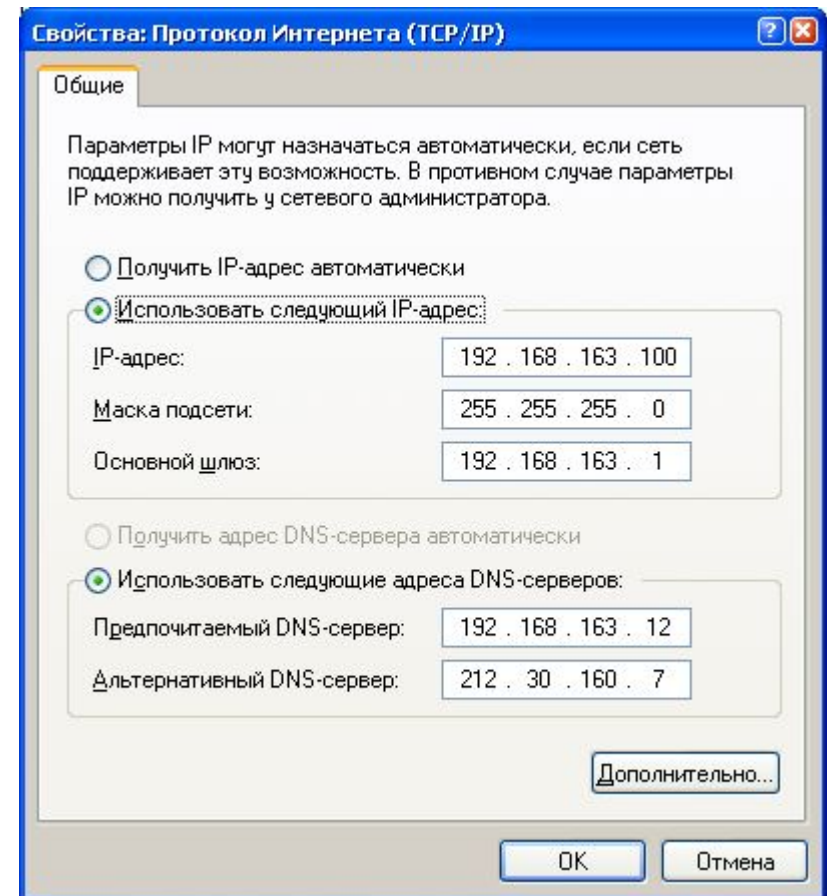 Свойства: Протокол Интернета (TCP/IP)
Общие
Параметры IP могут назначаться автоматически, если сеть
поддерживает эту возможность. В противном случае параметры
IP можно получить у сетевого администратора.
Получить IP-адрес автоматически
Использовать следующий IP-адрес:
IP-адрес: 192 . 168 . 163 . 100
Маска подсети: 255 . 255 . 255 . 0
Основной шлюз: 192 . 168 . 163 . 1
Получить адрес DNS-сервера автоматически
Использовать следующие адреса DNS-серверов:
Предпочитаемый DNS-сервер: 192 . 168 . 163 . 12
Альтернативный DNS-сервер: 212 . 30 . 160 . 7
Дополнительно...
OK Отмена